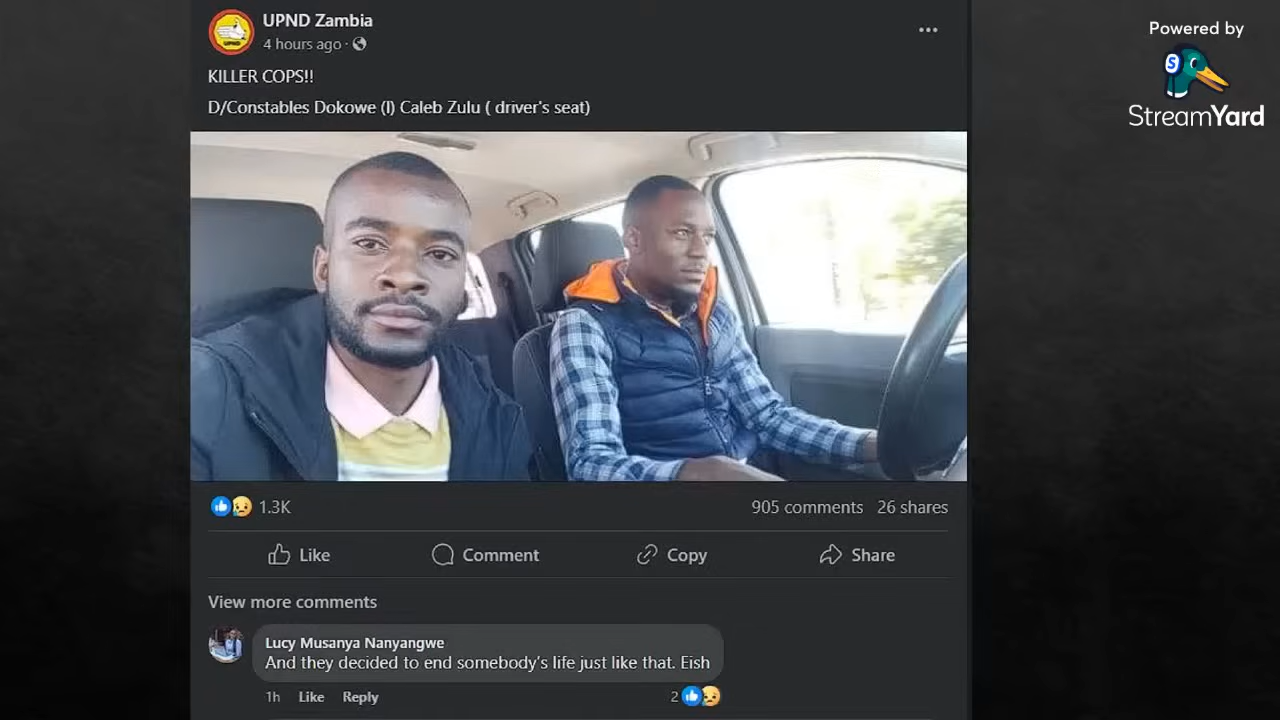 UPND Zambia
4 hours ago ·
KILLER COPS!!
D/Constables Dokowe (l) Caleb Zulu ( driver's seat)
1.3K
905 comments 26 shares
Like Comment Copy Share
View more comments
Lucy Musanya Nanyangwe
And they decided to end somebody's life just like that. Eish
1h Like Reply
2
Powered by
S
StreamYard
UPND